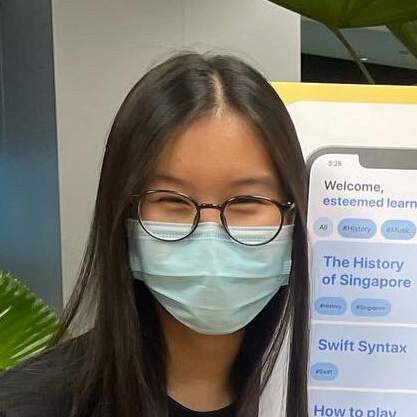 3:25
Welcome,
esteemed learn
All #History #Music
The History
of Singapore
#History #Singapore
Swift Syntax
#Swift
How to play